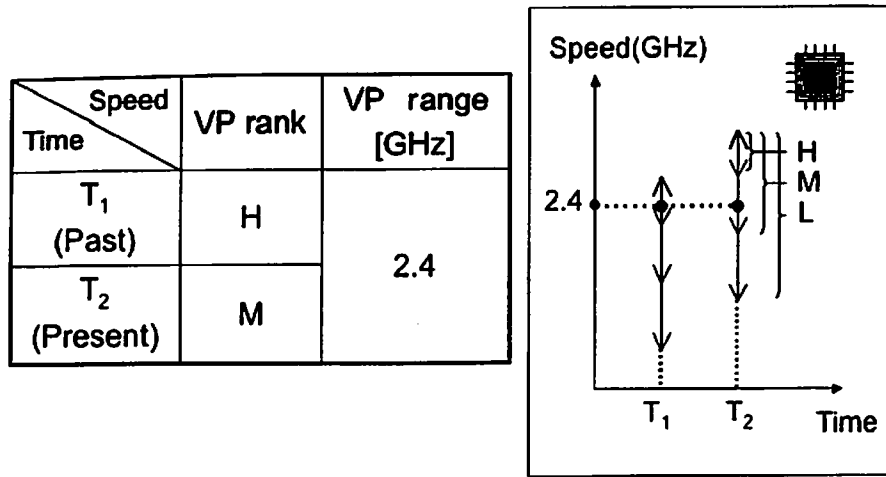 Speed
Time
VP rank
VP range
[GHz]
T₁
(Past)
H
2.4
T₂
(Present)
M
Speed(GHz)
H
M
L
2.4
T₁
T₂
Time